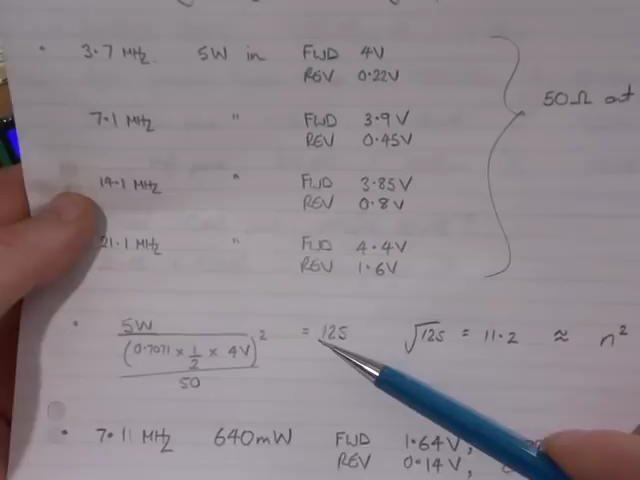 • 3.7 MHz. 5W in FWD 4V
REV 0.22V
50Ω out
7.1 MHz " FWD 3.9V
REV 0.45V
14.1 MHz " FWD 3.85V
REV 0.8V
21.1 MHz " FWD 4.4V
REV 1.6V
• 5W / ((0.7071 × 1/2 × 4V)² / 50) = 125 √125 = 11.2 ≈ n²
• 7.11 MHz 640mW FWD 1.64V,
REV 0.14V,